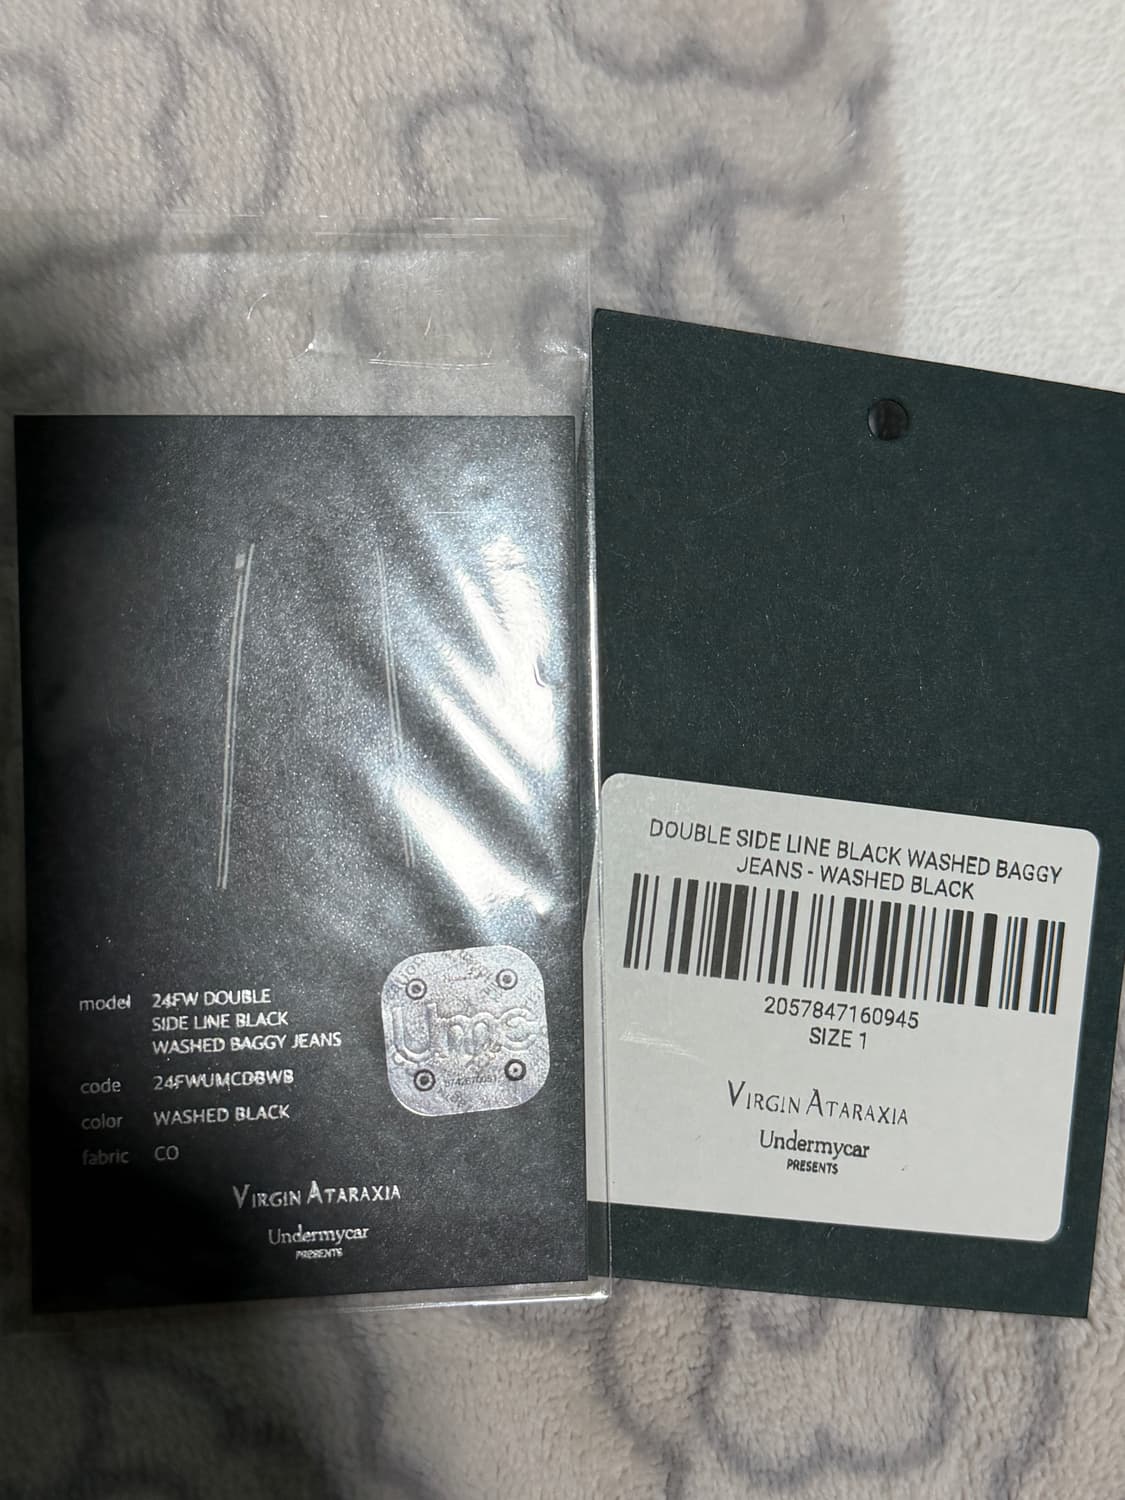 model 24FW DOUBLE
SIDE LINE BLACK
WASHED BAGGY JEANS
code 24FWUMCDBWB
color WASHED BLACK
fabric CO
VIRGIN ATARAXIA
Undermycar
PRESENTS
Umc
DOUBLE SIDE LINE BLACK WASHED BAGGY
JEANS - WASHED BLACK
2057847160945
SIZE 1
VIRGIN ATARAXIA
Undermycar
PRESENTS